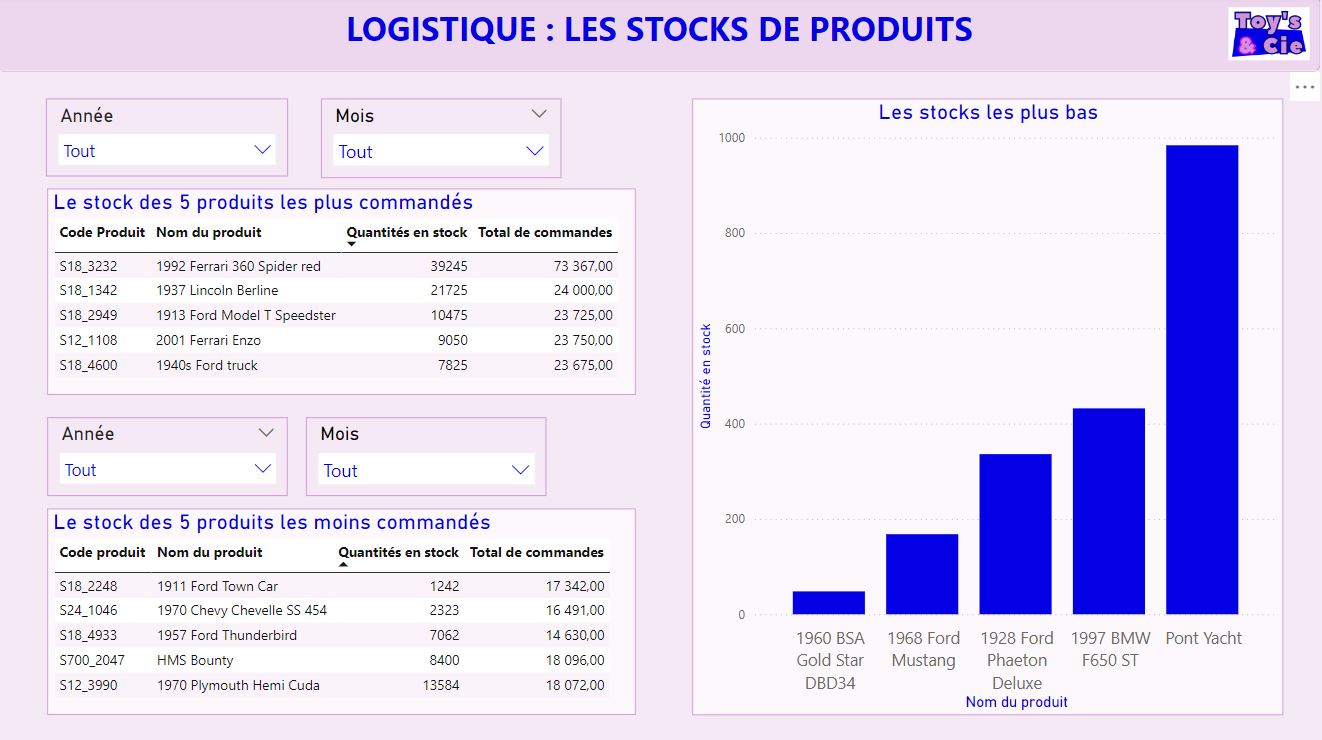 LOGISTIQUE : LES STOCKS DE PRODUITS
Toy's
& Cie
Année
Tout
Mois
Tout
Le stock des 5 produits les plus commandés
Code Produit Nom du produit Quantités en stock Total de commandes
S18_3232 1992 Ferrari 360 Spider red 39245 73 367,00
S18_1342 1937 Lincoln Berline 21725 24 000,00
S18_2949 1913 Ford Model T Speedster 10475 23 725,00
S12_1108 2001 Ferrari Enzo 9050 23 750,00
S18_4600 1940s Ford truck 7825 23 675,00
Année
Tout
Mois
Tout
Le stock des 5 produits les moins commandés
Code produit Nom du produit Quantités en stock Total de commandes
S18_2248 1911 Ford Town Car 1242 17 342,00
S24_1046 1970 Chevy Chevelle SS 454 2323 16 491,00
S18_4933 1957 Ford Thunderbird 7062 14 630,00
S700_2047 HMS Bounty 8400 18 096,00
S12_3990 1970 Plymouth Hemi Cuda 13584 18 072,00
Les stocks les plus bas
Quantité en stock
1000
800
600
400
200
0
1960 BSA
Gold Star
DBD34
1968 Ford
Mustang
1928 Ford
Phaeton
Deluxe
1997 BMW
F650 ST
Pont Yacht
Nom du produit